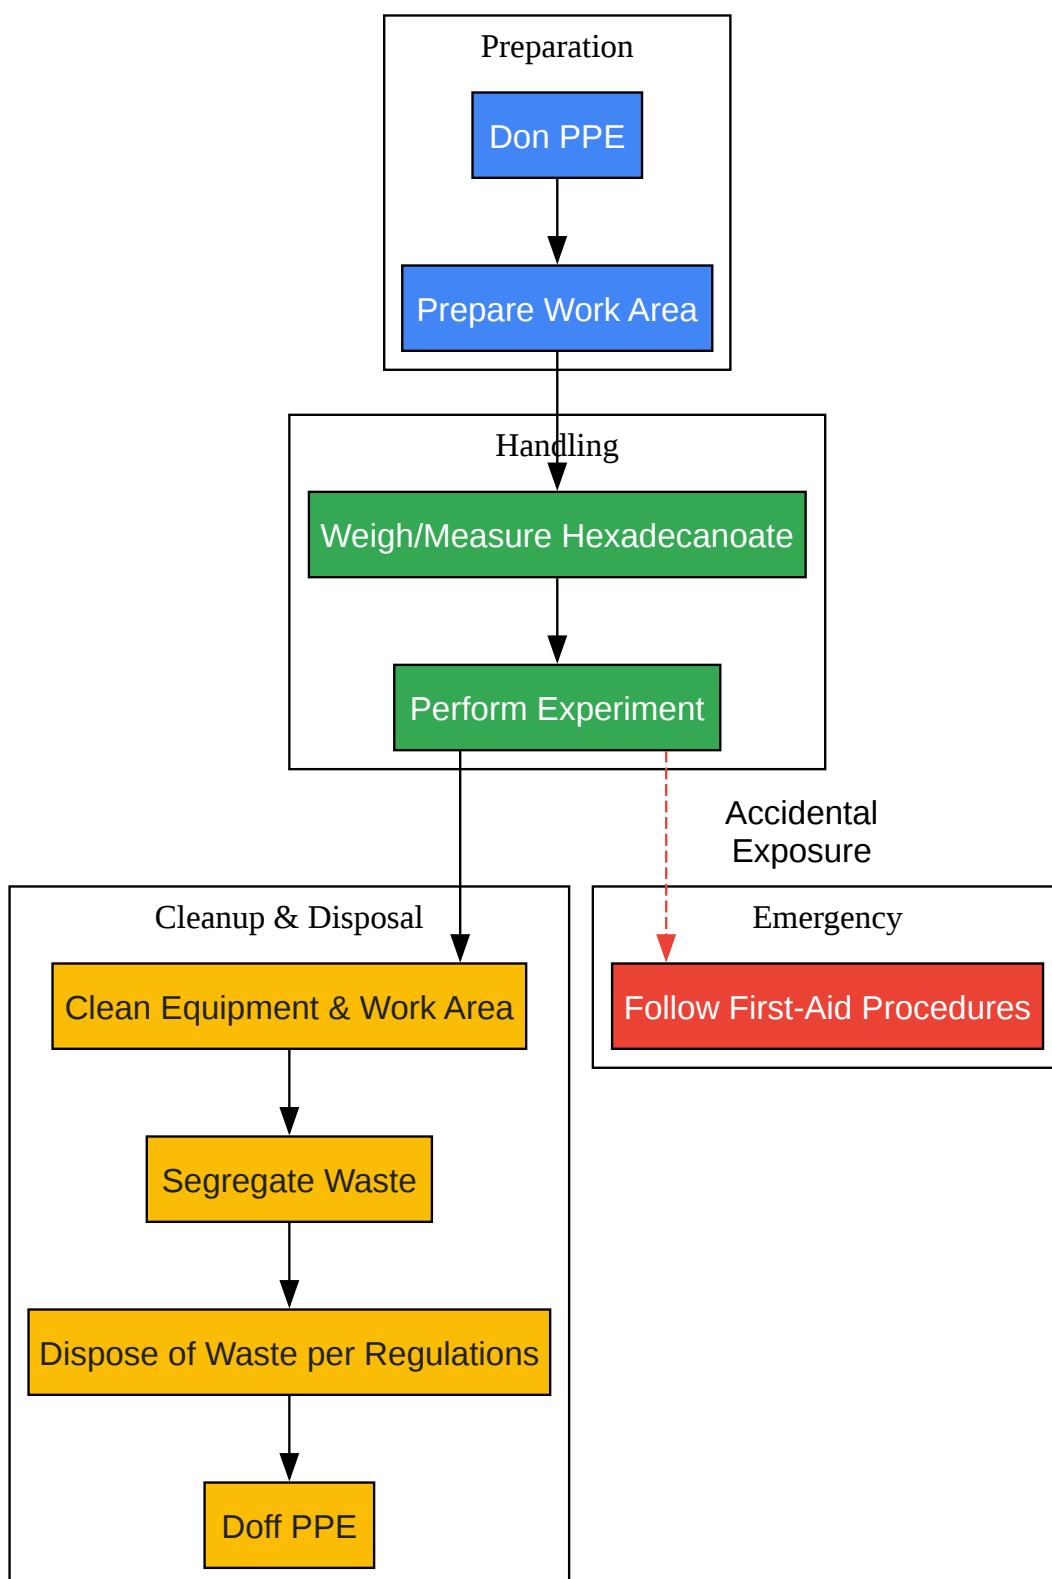 Preparation
Don PPE
Prepare Work Area
Handling
Weigh/Measure Hexadecanoate
Perform Experiment
Accidental
Exposure
Cleanup & Disposal
Clean Equipment & Work Area
Segregate Waste
Dispose of Waste per Regulations
Doff PPE
Emergency
Follow First-Aid Procedures